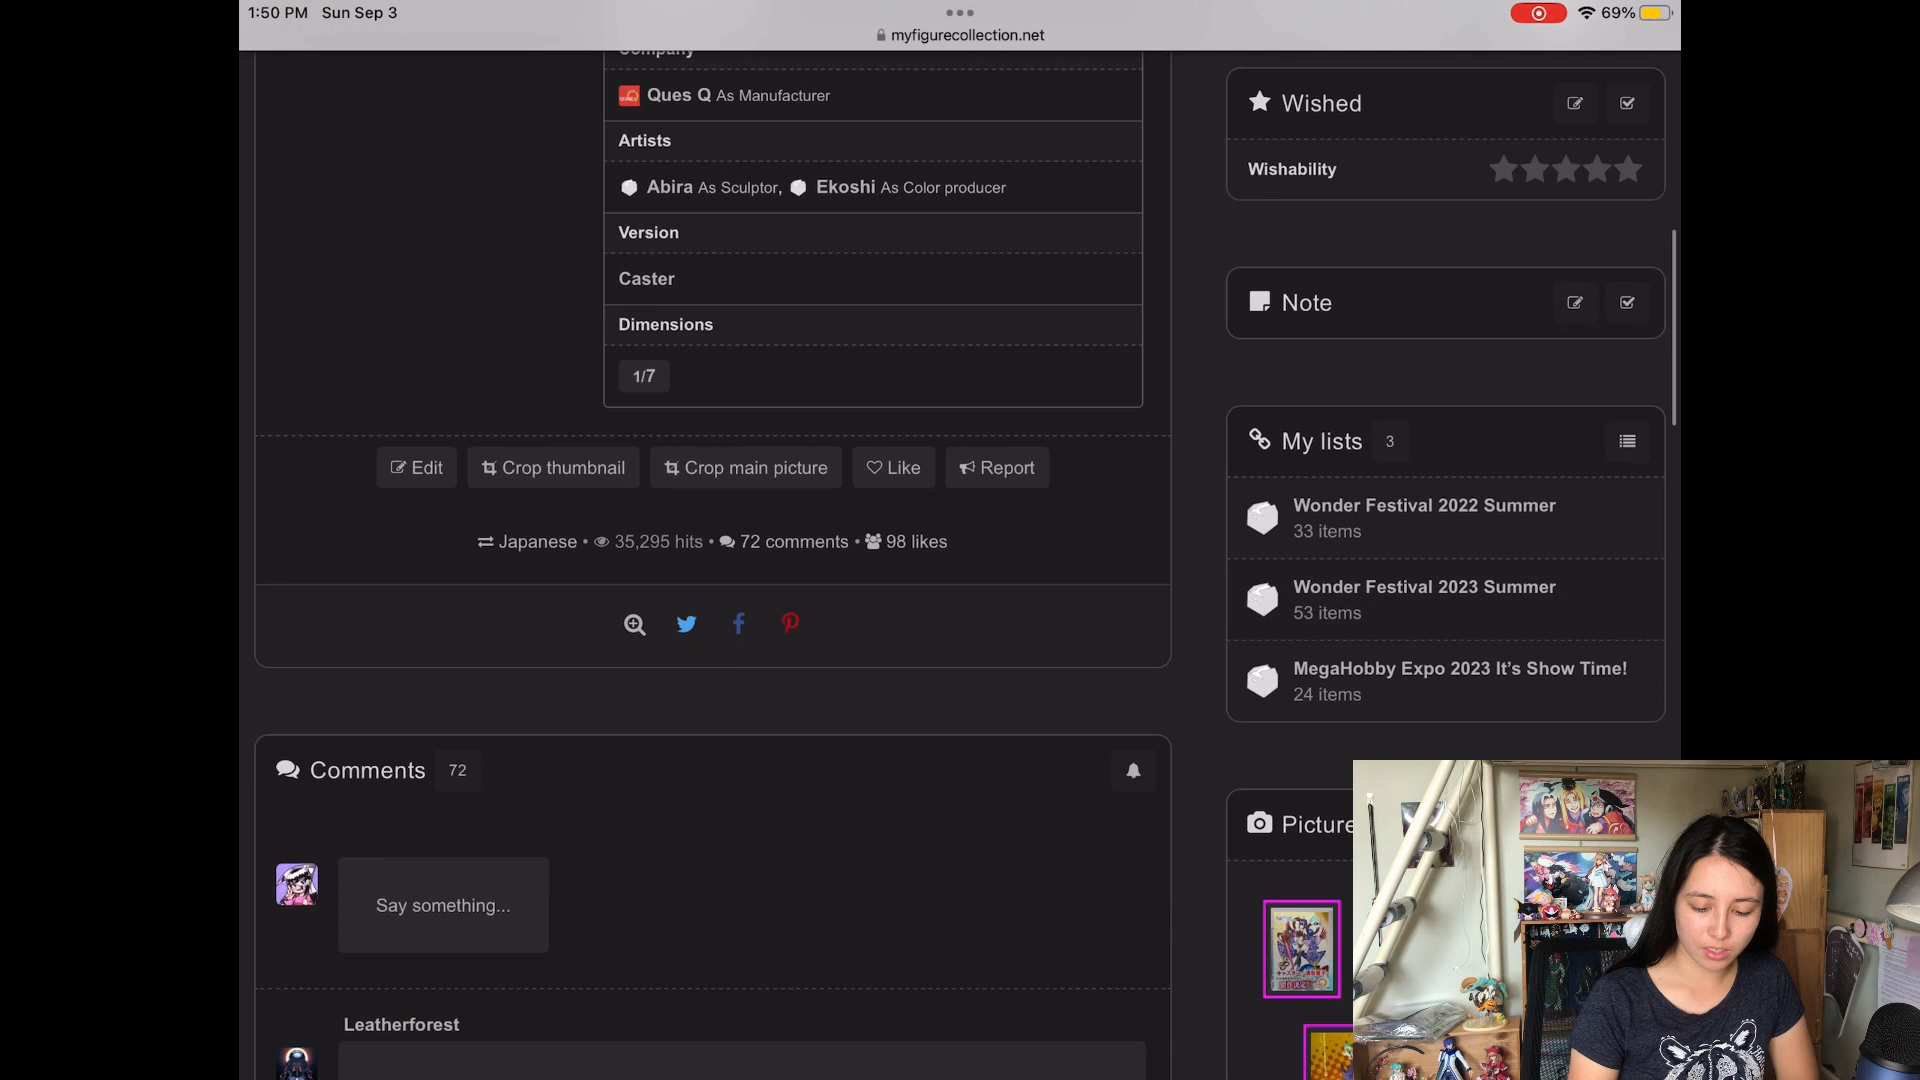 1:50 PM Sun Sep 3
69%
myfigurecollection.net
Company
Ques Q As Manufacturer
Artists
Abira As Sculptor, Ekoshi As Color producer
Version
Caster
Dimensions
1/7
Edit
Crop thumbnail
Crop main picture
Like
Report
Japanese • 35,295 hits • 72 comments • 98 likes
Comments 72
Say something...
Leatherforest
Wished
Wishability
Note
My lists 3
Wonder Festival 2022 Summer
33 items
Wonder Festival 2023 Summer
53 items
MegaHobby Expo 2023 It’s Show Time!
24 items
Picture